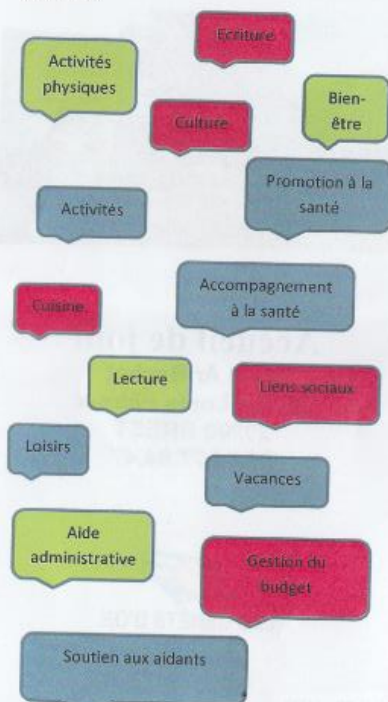 Ecriture
Activités
physiques
Bien-
être
Culture
Promotion à la
santé
Activités
Accompagnement
à la santé
Cuisine
Lecture
Liens sociaux
Loisirs
Vacances
Aide
administrative
Gestion du
budget
Soutien aux aidants